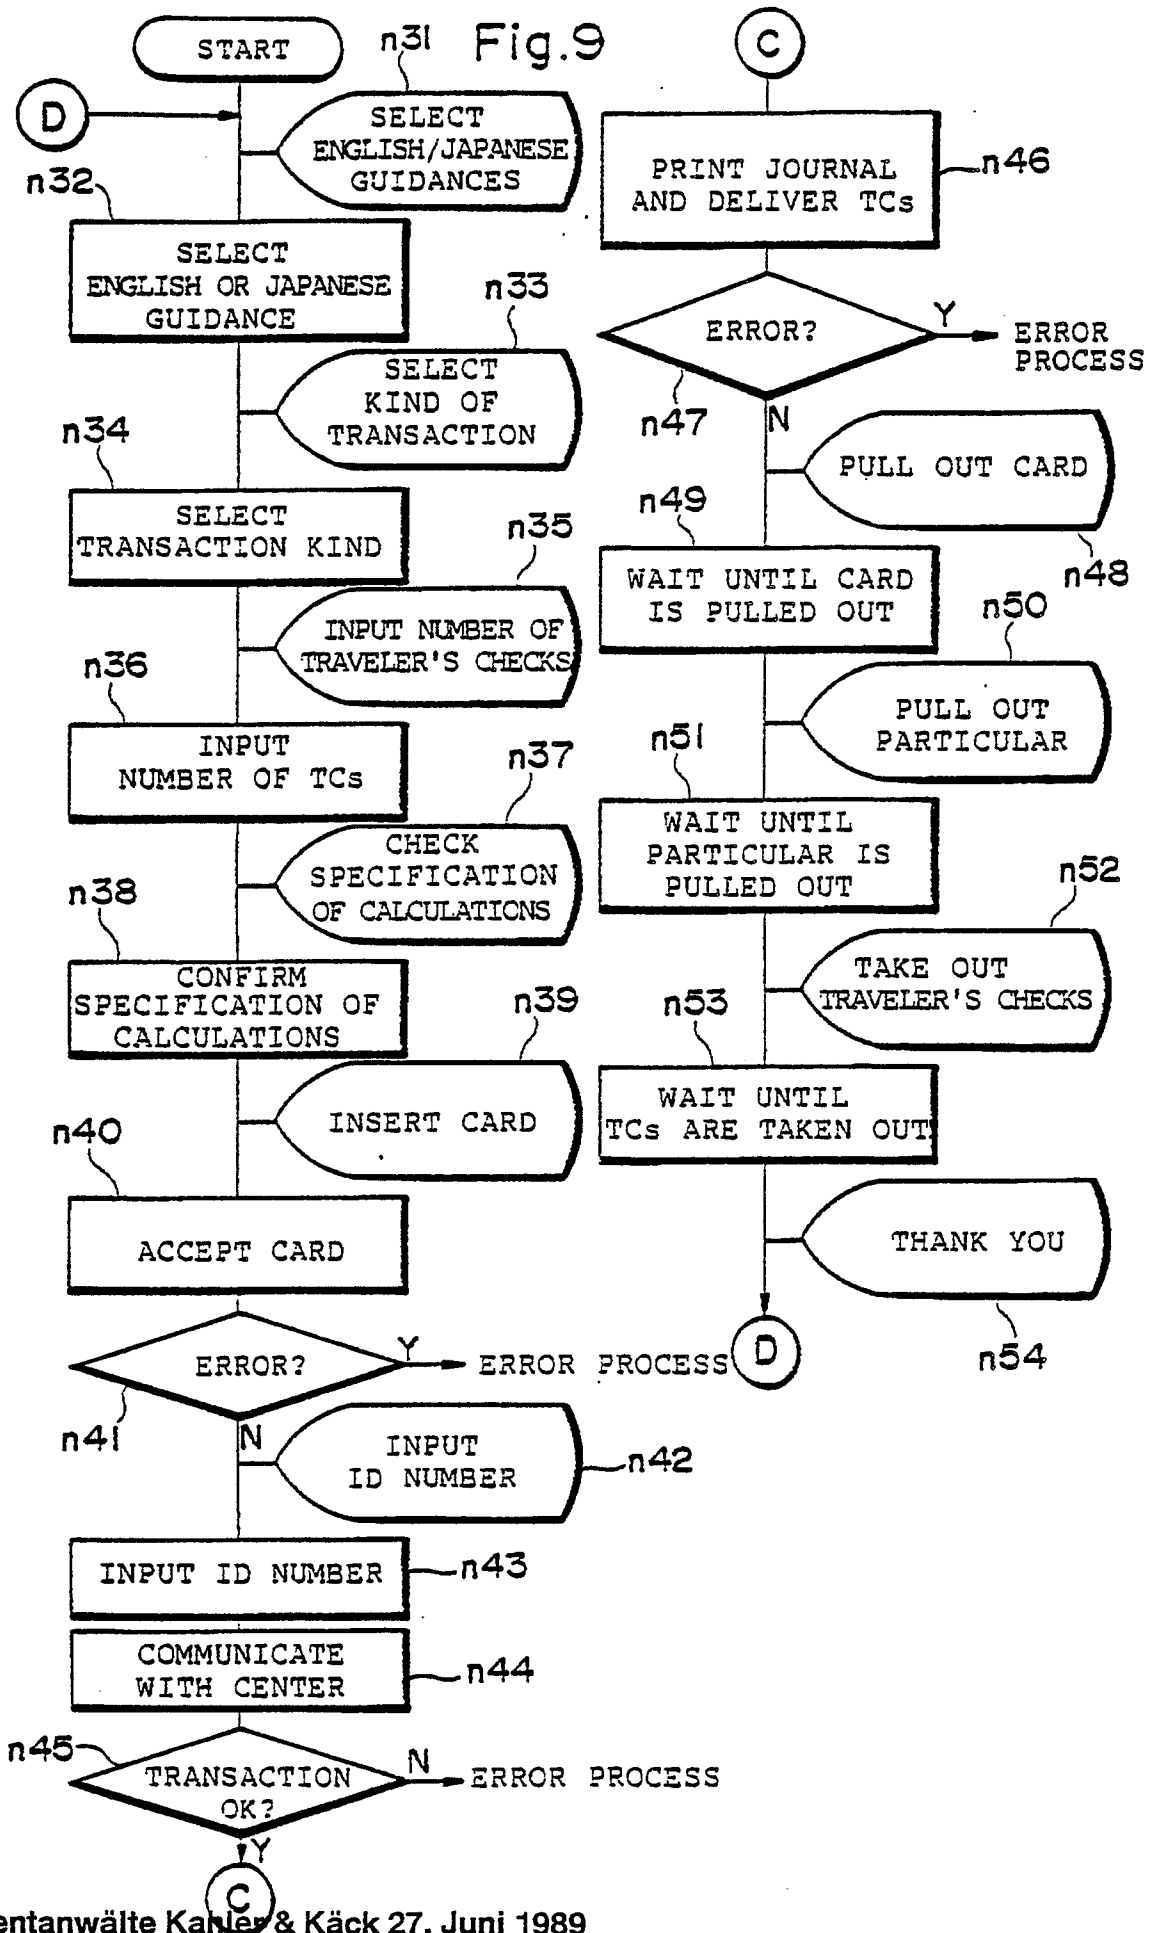 Fig.9
START
D
n31
SELECT
ENGLISH/JAPANESE
GUIDANCES
n32
SELECT
ENGLISH OR JAPANESE
GUIDANCE
n33
SELECT
KIND OF
TRANSACTION
n34
SELECT
TRANSACTION KIND
n35
INPUT NUMBER OF
TRAVELER'S CHECKS
n36
INPUT
NUMBER OF TCs
n37
CHECK
SPECIFICATION
OF CALCULATIONS
n38
CONFIRM
SPECIFICATION OF
CALCULATIONS
n39
INSERT CARD
n40
ACCEPT CARD
ERROR?
Y
ERROR PROCESS
n41
N
INPUT
ID NUMBER
n42
INPUT ID NUMBER
n43
COMMUNICATE
WITH CENTER
n44
n45
TRANSACTION
OK?
N
ERROR PROCESS
Y
C
C
PRINT JOURNAL
AND DELIVER TCs
n46
ERROR?
Y
ERROR
PROCESS
n47
N
PULL OUT CARD
n48
n49
WAIT UNTIL CARD
IS PULLED OUT
n50
PULL OUT
PARTICULAR
n51
WAIT UNTIL
PARTICULAR IS
PULLED OUT
n52
TAKE OUT
TRAVELER'S CHECKS
n53
WAIT UNTIL
TCs ARE TAKEN OUT
THANK YOU
n54
D
entanwälte Kahler & Käck 27. Juni 1989